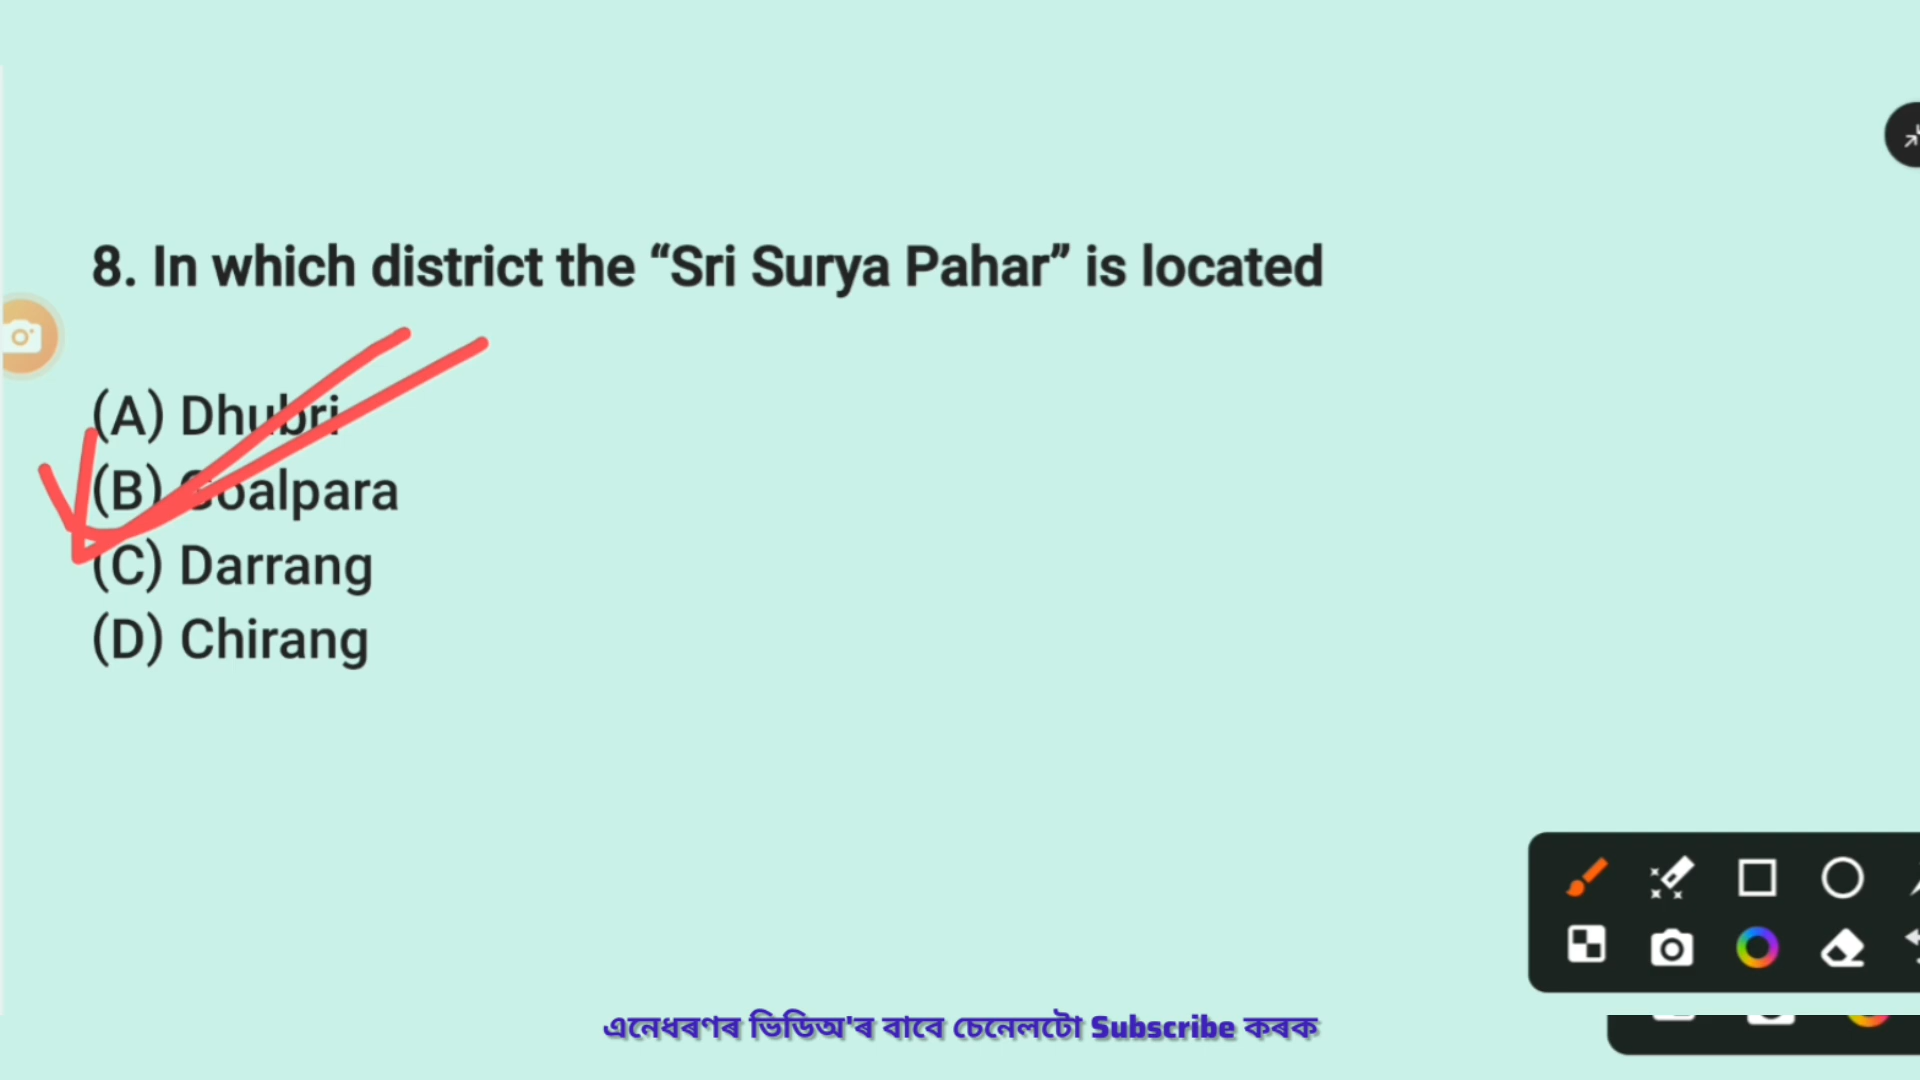 8. In which district the “Sri Surya Pahar” is located
(A) Dhubri
(B) Goalpara
(C) Darrang
(D) Chirang
এনেধৰণৰ ভিডিঅ'ৰ বাবে চেনেলটো Subscribe কৰক